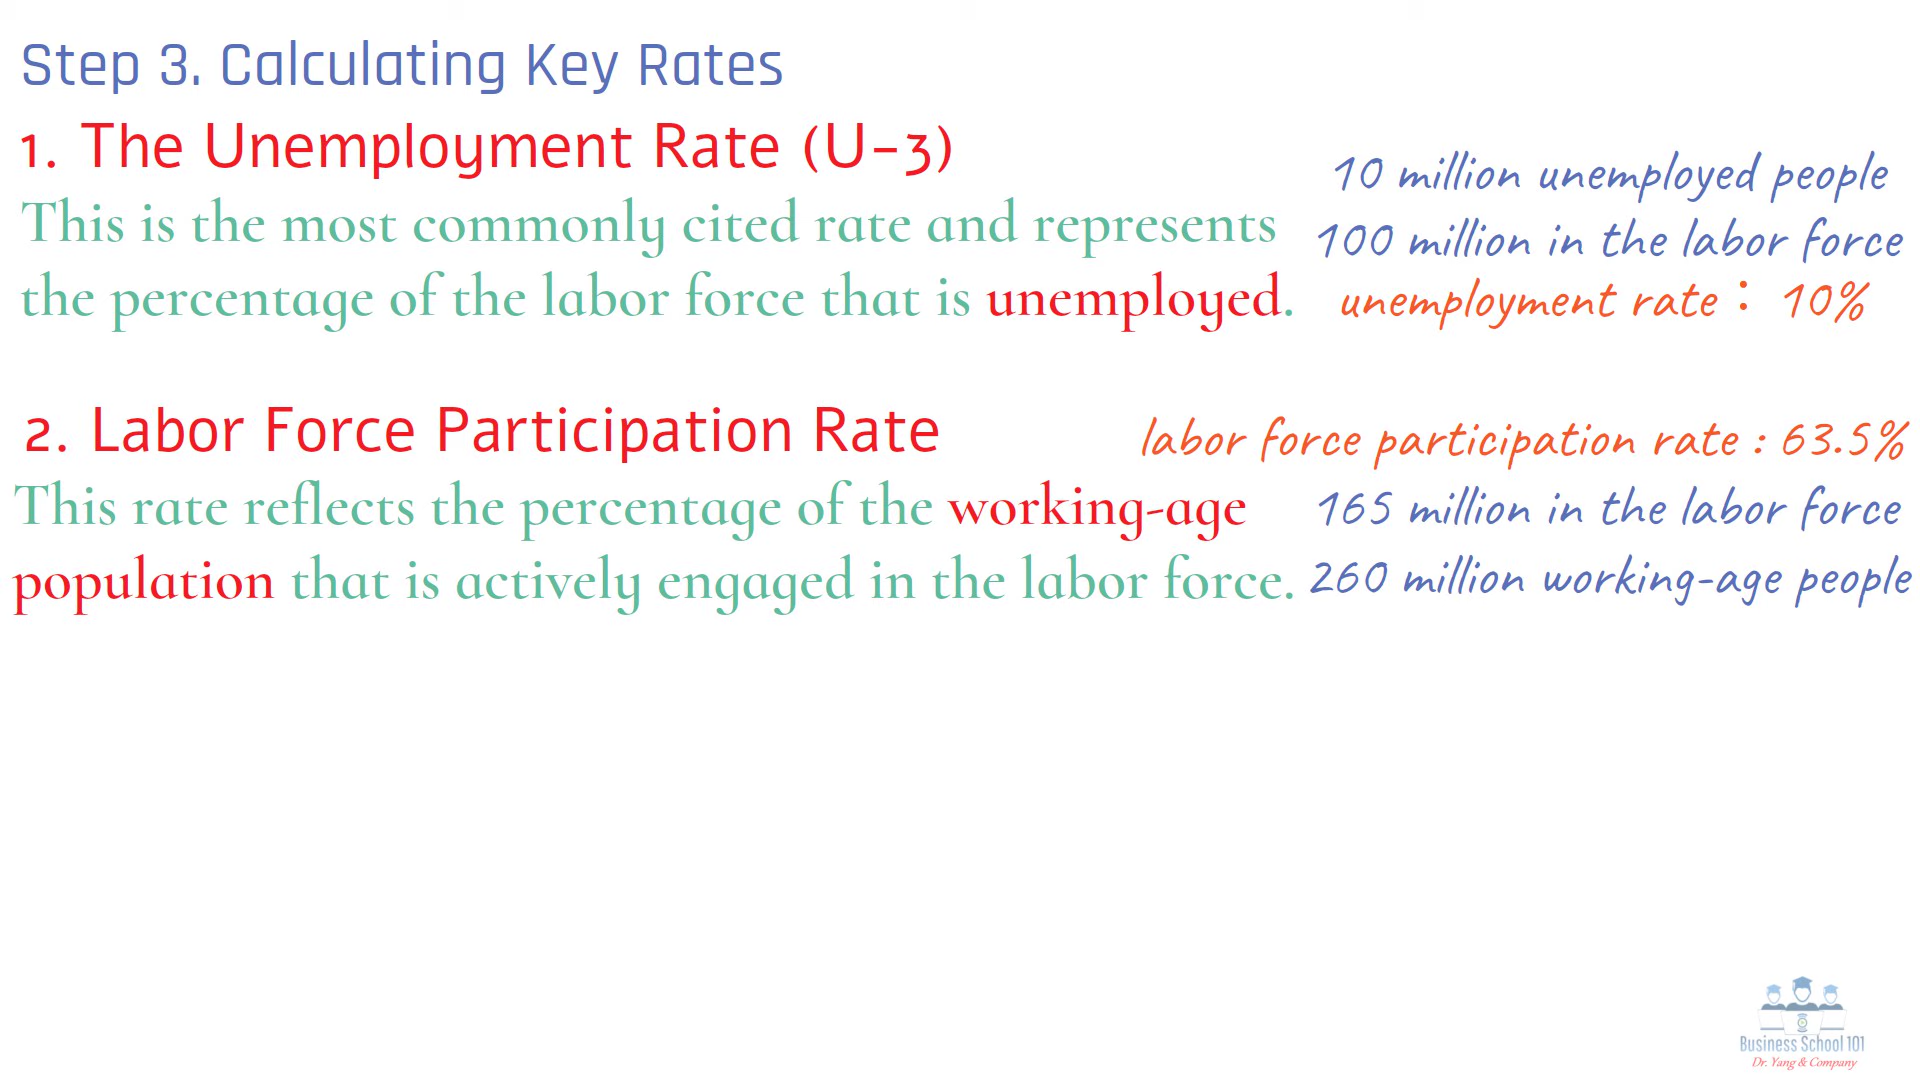 Step 3. Calculating Key Rates
1. The Unemployment Rate (U-3)
This is the most commonly cited rate and represents
the percentage of the labor force that is unemployed.
10 million unemployed people
100 million in the labor force
unemployment rate： 10%
2. Labor Force Participation Rate
This rate reflects the percentage of the working-age
population that is actively engaged in the labor force.
labor force participation rate : 63.5%
165 million in the labor force
260 million working-age people
Business School 101
Dr. Yang & Company